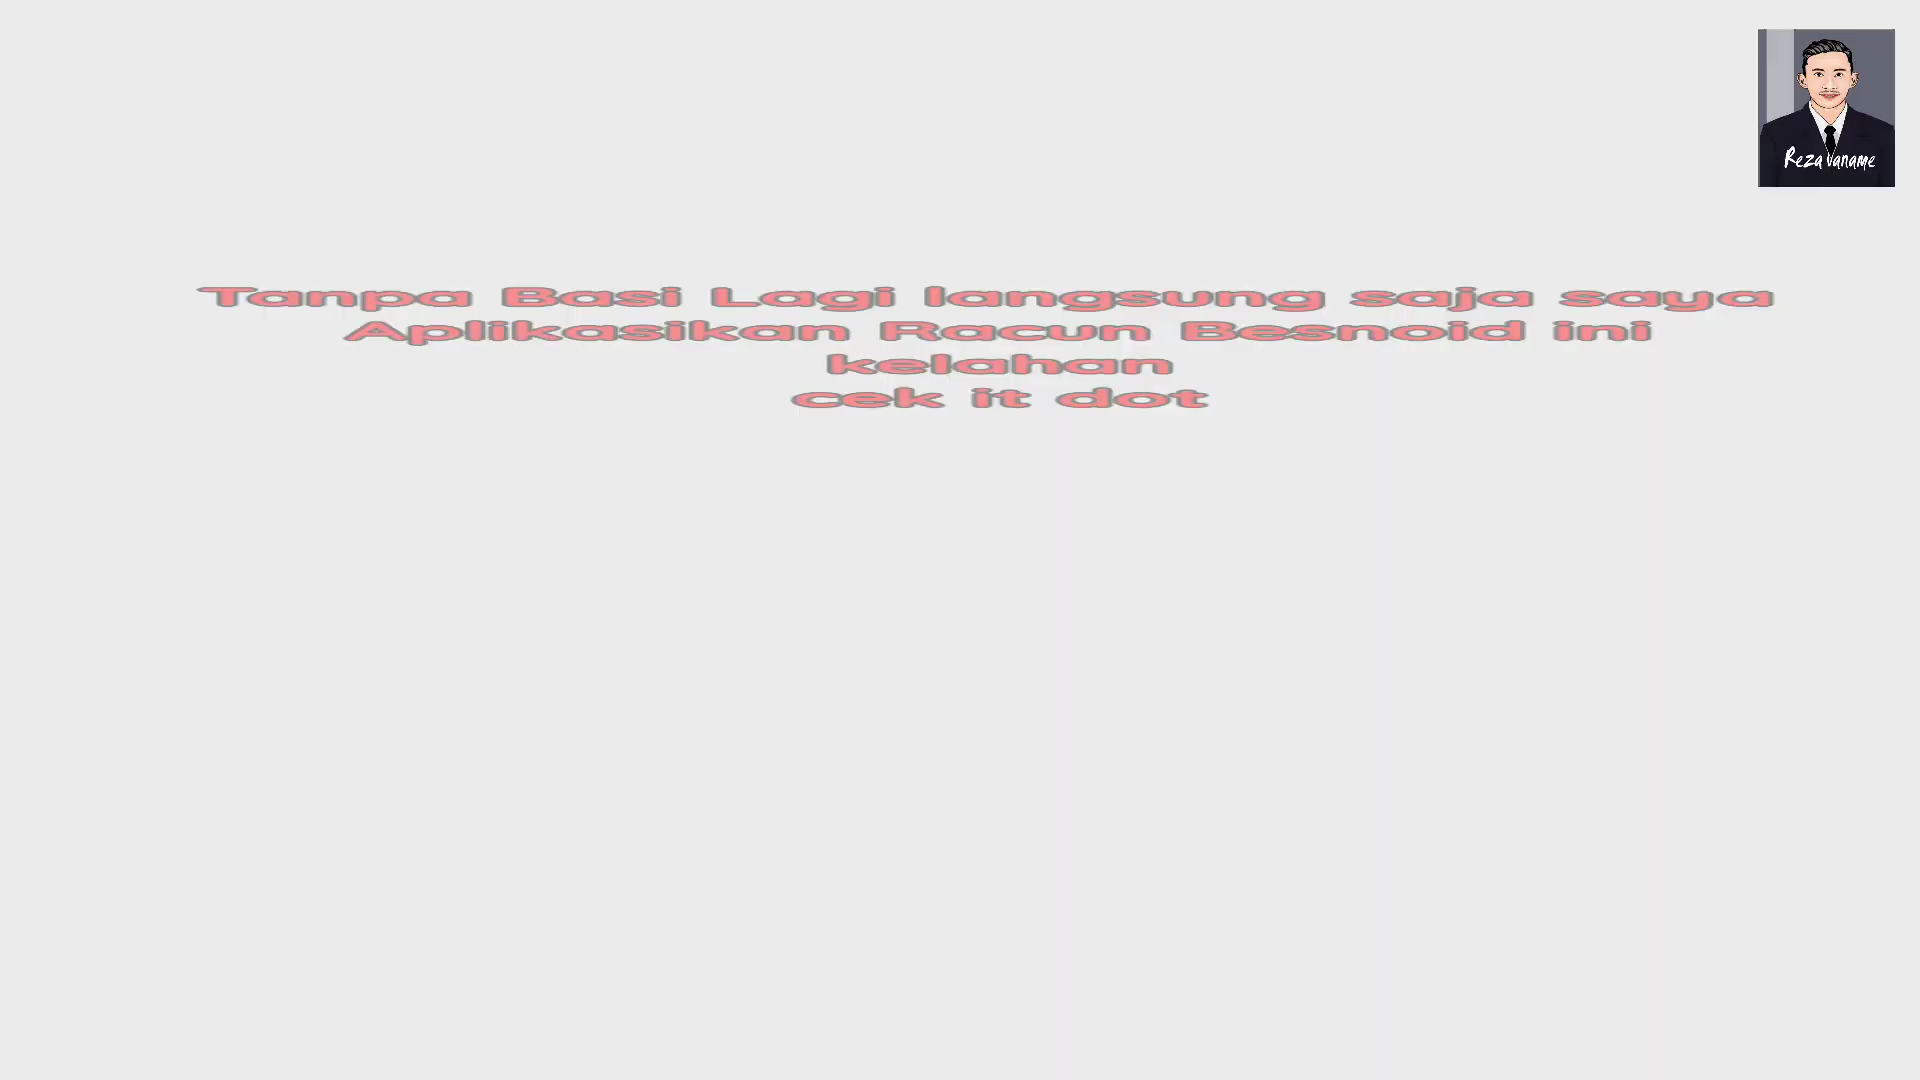 Reza Vaname
Tanpa Basi Lagi langsung saja saya
Aplikasikan Racun Besnoid ini
kelahan
cek it dot